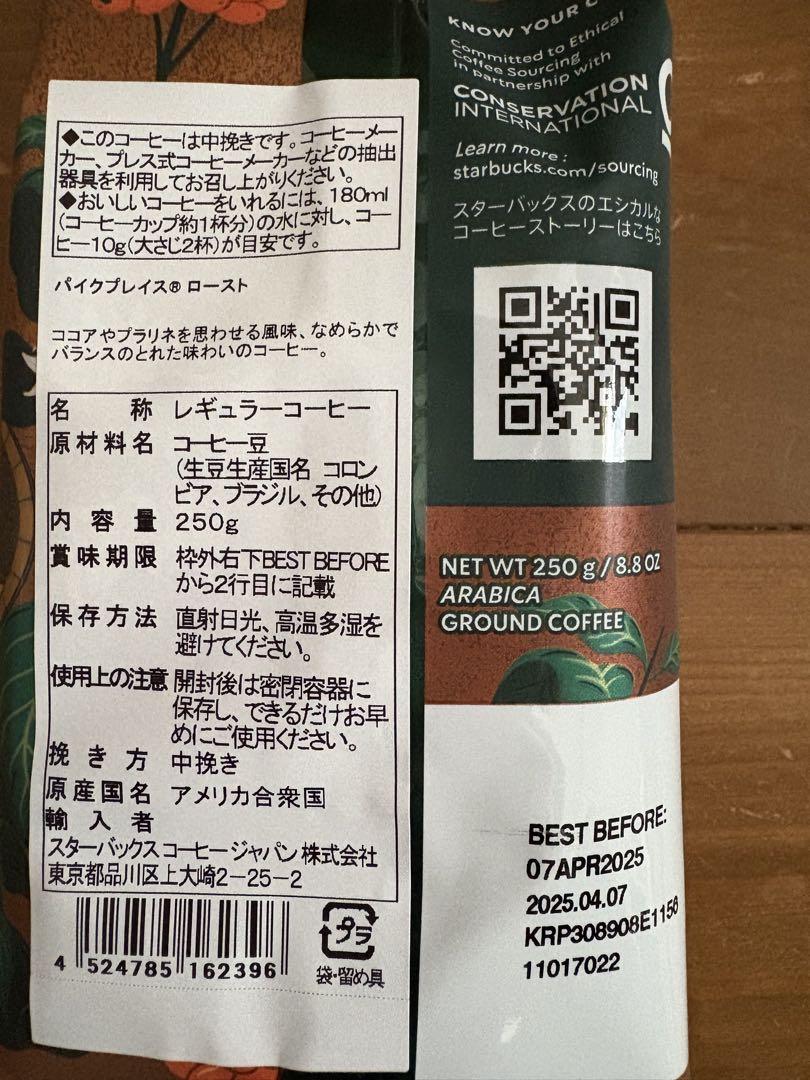 ◆このコーヒーは中挽きです。コーヒーメー
カー、プレス式コーヒーメーカーなどの抽出
器具を利用してお召し上がりください。
◆おいしいコーヒーをいれるには、180ml
(コーヒーカップ約1杯分)の水に対し、コー
ヒー10g(大さじ2杯)が目安です。
パイクプレイス® ロースト
ココアやプラリネを思わせる風味、なめらかで
バランスのとれた味わいのコーヒー。
名称 レギュラーコーヒー
原材料名 コーヒー豆
(生豆生産国名 コロン
ビア、ブラジル、その他)
内容量 250g
賞味期限 枠外右下BEST BEFORE
から2行目に記載
保存方法 直射日光、高温多湿を
避けてください。
使用上の注意 開封後は密閉容器に
保存し、できるだけお早
めにご使用ください。
挽き方 中挽き
原産国名 アメリカ合衆国
輸入者
スターバックス コーヒー ジャパン 株式会社
東京都品川区上大崎2-25-2
4 524785 162396
プラ
袋・留め具
KNOW YOUR
Committed to Ethical
Coffee Sourcing
in partnership with
CONSERVATION
INTERNATIONAL
Learn more :
starbucks.com/sourcing
スターバックスのエシカルな
コーヒーストーリーはこちら
NET WT 250 g / 8.8 OZ
ARABICA
GROUND COFFEE
BEST BEFORE:
07APR2025
2025.04.07
KRP308908E1156
11017022